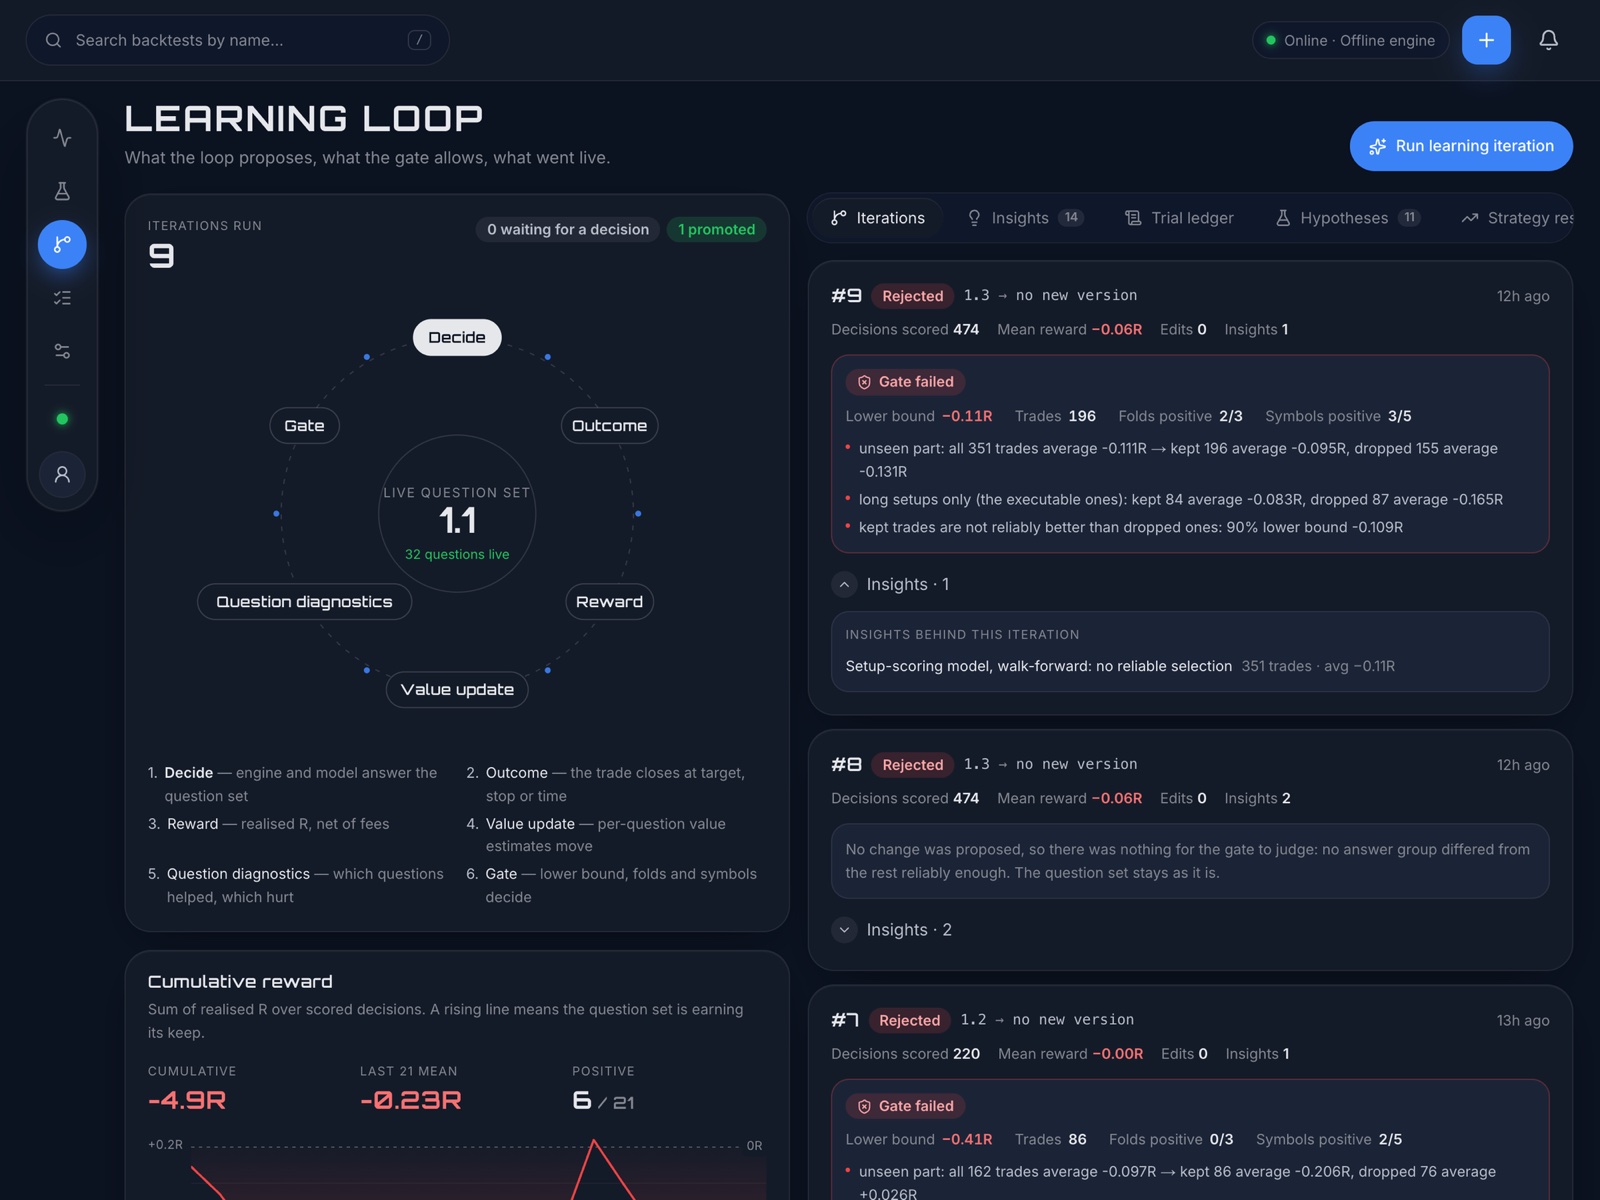 Search backtests by name...
/
Online · Offline engine
LEARNING LOOP
What the loop proposes, what the gate allows, what went live.
Run learning iteration
ITERATIONS RUN
9
0 waiting for a decision
1 promoted
Decide
Gate
Outcome
LIVE QUESTION SET
1.1
32 questions live
Question diagnostics
Reward
Value update
1. Decide — engine and model answer the
question set
2. Outcome — the trade closes at target,
stop or time
3. Reward — realised R, net of fees
4. Value update — per-question value
estimates move
5. Question diagnostics — which questions
helped, which hurt
6. Gate — lower bound, folds and symbols
decide
Cumulative reward
Sum of realised R over scored decisions. A rising line means the question set is earning
its keep.
CUMULATIVE
-4.9R
LAST 21 MEAN
-0.23R
POSITIVE
6 / 21
+0.2R
0R
Iterations
Insights 14
Trial ledger
Hypotheses 11
Strategy res
#9 Rejected 1.3 → no new version
12h ago
Decisions scored 474 Mean reward −0.06R Edits 0 Insights 1
Gate failed
Lower bound −0.11R Trades 196 Folds positive 2/3 Symbols positive 3/5
• unseen part: all 351 trades average -0.111R → kept 196 average -0.095R, dropped 155 average
-0.131R
• long setups only (the executable ones): kept 84 average -0.083R, dropped 87 average -0.165R
• kept trades are not reliably better than dropped ones: 90% lower bound -0.109R
Insights · 1
INSIGHTS BEHIND THIS ITERATION
Setup-scoring model, walk-forward: no reliable selection 351 trades · avg −0.11R
#8 Rejected 1.3 → no new version
12h ago
Decisions scored 474 Mean reward −0.06R Edits 0 Insights 2
No change was proposed, so there was nothing for the gate to judge: no answer group differed from
the rest reliably enough. The question set stays as it is.
Insights · 2
#7 Rejected 1.2 → no new version
13h ago
Decisions scored 220 Mean reward −0.00R Edits 0 Insights 1
Gate failed
Lower bound −0.41R Trades 86 Folds positive 0/3 Symbols positive 2/5
• unseen part: all 162 trades average -0.097R → kept 86 average -0.206R, dropped 76 average
+0.026R